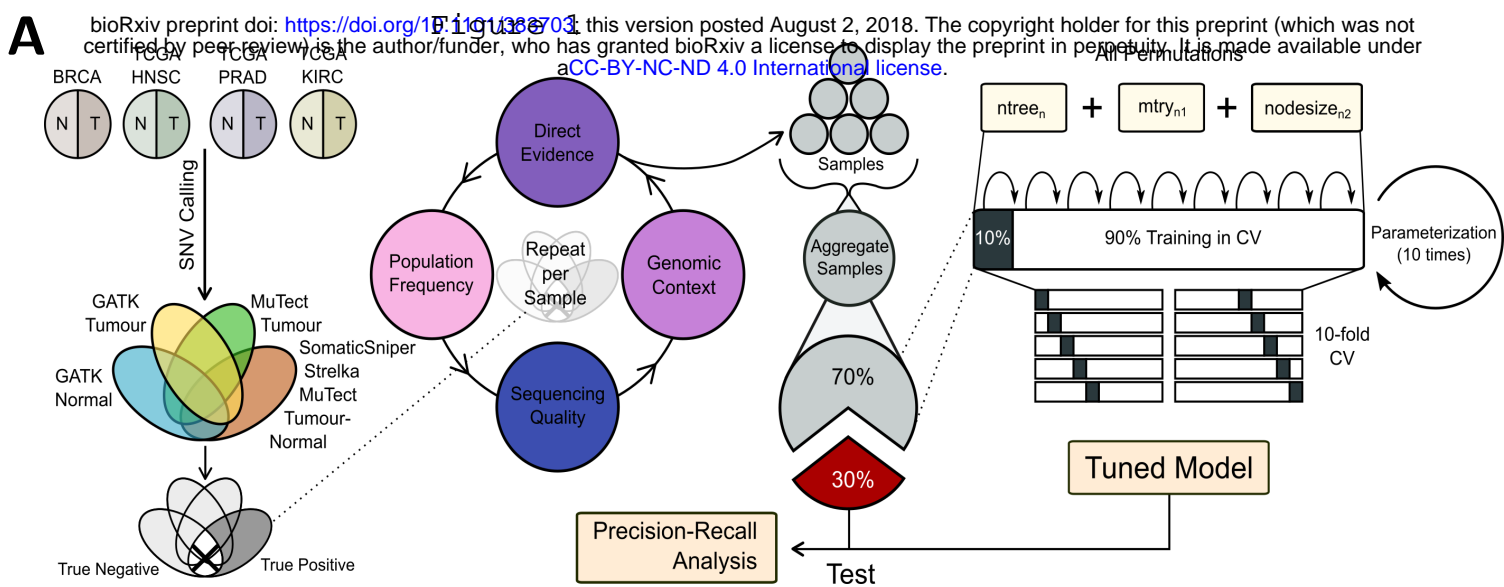 A
bioRxiv preprint doi: https://doi.org/10.1101/383703; this version posted August 2, 2018. The copyright holder for this preprint (which was not
certified by peer review) is the author/funder, who has granted bioRxiv a license to display the preprint in perpetuity. It is made available under
aCC-BY-NC-ND 4.0 International license.
Figure 1
BRCA
TCGA
HNSC
TCGA
PRAD
TCGA
KIRC
N T
N T
N T
N T
SNV Calling
GATK
Tumour
MuTect
Tumour
GATK
Normal
SomaticSniper
Strelka
MuTect
Tumour-
Normal
True Negative
True Positive
Direct
Evidence
Population
Frequency
Repeat
per
Sample
Genomic
Context
Sequencing
Quality
Samples
Aggregate
Samples
70%
30%
All Permutations
ntreen + mtryn1 + nodesizen2
10%
90% Training in CV
Parameterization
(10 times)
10-fold
CV
Tuned Model
Precision-Recall
Analysis
Test